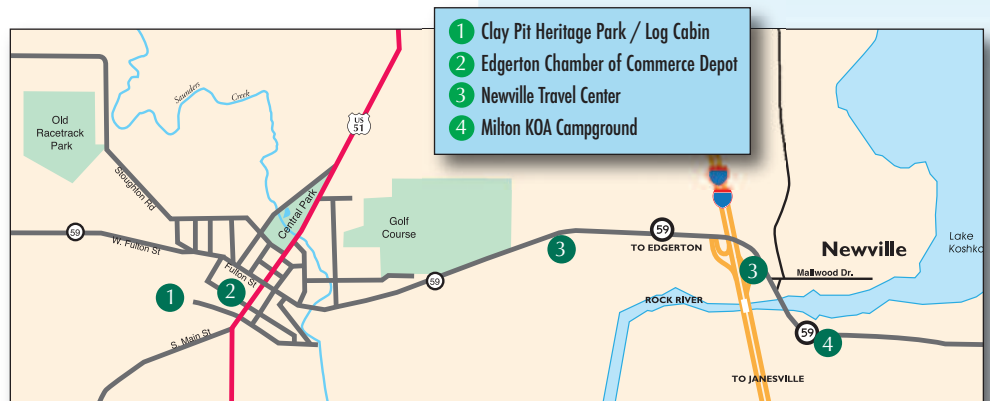 1 Clay Pit Heritage Park / Log Cabin
2 Edgerton Chamber of Commerce Depot
3 Newville Travel Center
4 Milton KOA Campground
Old
Racetrack
Park
Saunders
Creek
US
51
Stoughton Rd
Central Park
Golf
Course
59
W. Fulton St
Fulton St
59
1
2
S. Main St
3
59
TO EDGERTON
3
Newville
Mallwood Dr.
Lake
ROCK RIVER
59
4
TO JANESVILLE